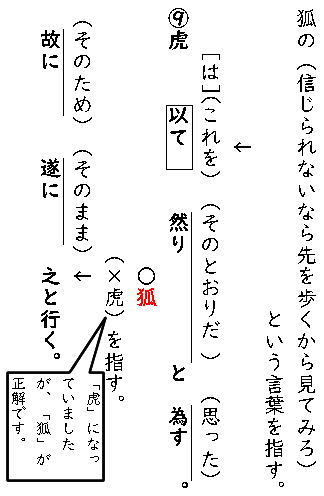 狐の（信じられないなら先を歩くから見てみろ）
という言葉を指す。
←
［は］（これを）（そのとおりだ）（思った）
⑨虎 以て 然り と 為す。
（そのため）（そのまま）
故に 遂に 之と行く。
←
〇狐
（×虎）を指す。
「虎」になっ
ていました
が、「狐」が
正解です。